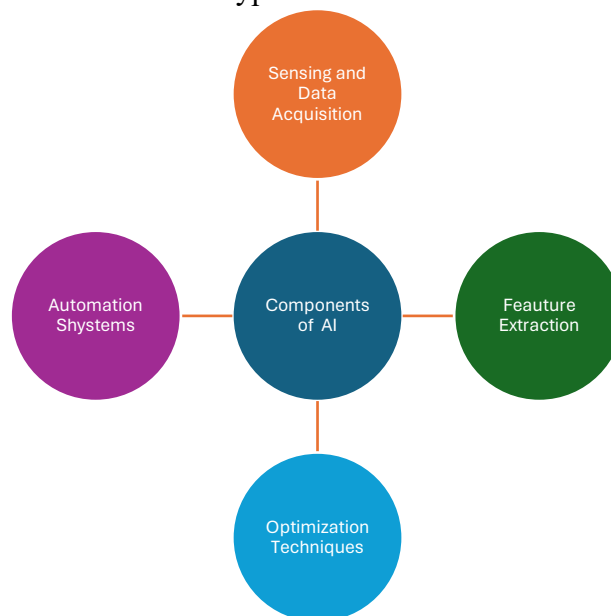 Sensing and
Data
Acquisition
Automation
Shystems
Components
of AI
Feauture
Extraction
Optimization
Techniques